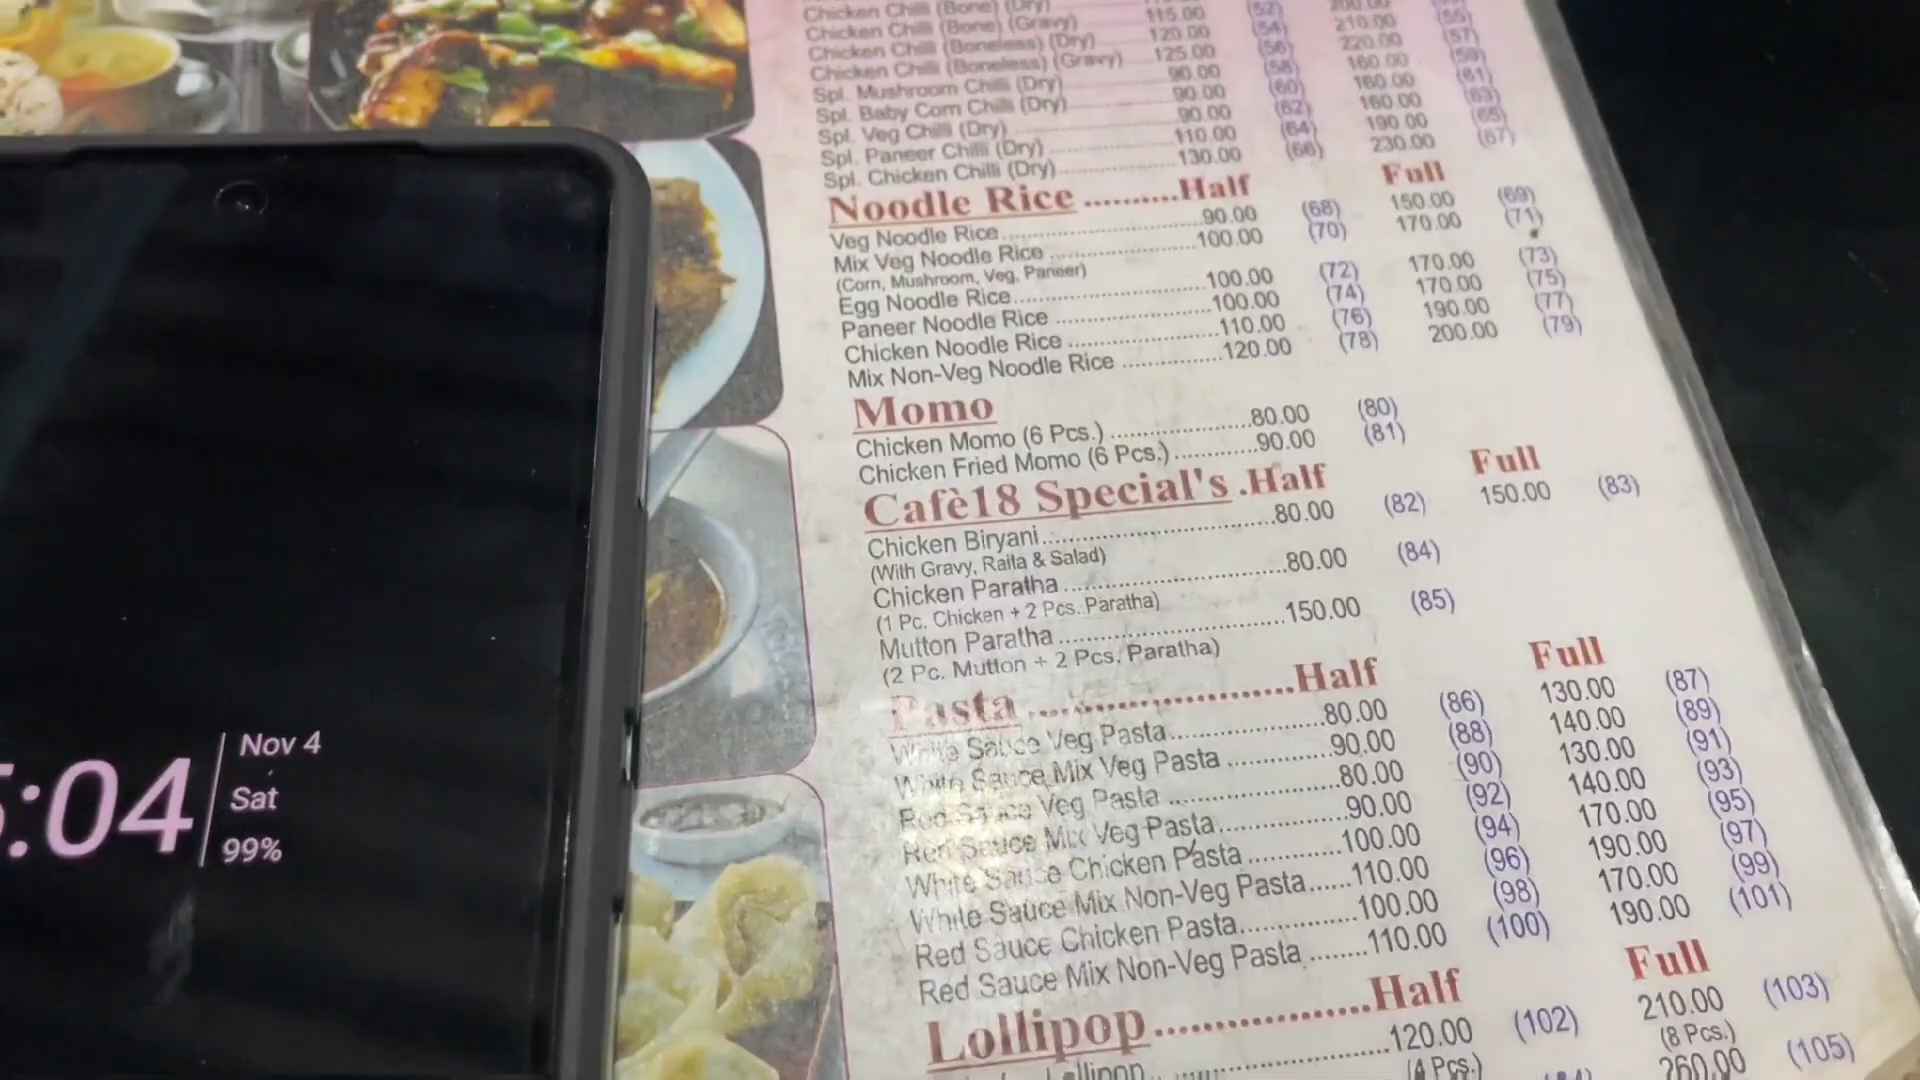 Chicken Chilli (Bone) (Dry)
Chicken Chilli (Bone) (Gravy) 115.00 (52) 200.00
Chicken Chilli (Boneless) (Dry) 120.00 (54) 210.00 (55)
Chicken Chilli (Boneless) (Gravy) 125.00 (56) 220.00 (57)
Spl. Mushroom Chilli (Dry) 90.00 (58) 160.00 (59)
Spl. Baby Corn Chilli (Dry) 90.00 (60) 160.00 (61)
Spl. Veg Chilli (Dry) 90.00 (62) 160.00 (63)
Spl. Paneer Chilli (Dry) 110.00 (64) 190.00 (65)
Spl. Chicken Chilli (Dry) 130.00 (66) 230.00 (67)
Noodle Rice Half Full
Veg Noodle Rice 90.00 (68) 150.00 (69)
Mix Veg Noodle Rice 100.00 (70) 170.00 (71)
(Corn, Mushroom, Veg, Paneer)
Egg Noodle Rice 100.00 (72) 170.00 (73)
Paneer Noodle Rice 100.00 (74) 170.00 (75)
Chicken Noodle Rice 110.00 (76) 190.00 (77)
Mix Non-Veg Noodle Rice 120.00 (78) 200.00 (79)
Momo
Chicken Momo (6 Pcs.) 80.00 (80)
Chicken Fried Momo (6 Pcs.) 90.00 (81)
Cafè18 Special's Half Full
Chicken Biryani 80.00 (82) 150.00 (83)
(With Gravy, Raita & Salad)
Chicken Paratha 80.00 (84)
(1 Pc. Chicken + 2 Pcs. Paratha)
Mutton Paratha 150.00 (85)
(2 Pc. Mutton + 2 Pcs. Paratha)
Pasta Half Full
White Sauce Veg Pasta 80.00 (86) 130.00 (87)
White Sauce Mix Veg Pasta 90.00 (88) 140.00 (89)
Red Sauce Veg Pasta 80.00 (90) 130.00 (91)
Red Sauce Mix Veg Pasta 90.00 (92) 140.00 (93)
White Sauce Chicken Pasta 100.00 (94) 170.00 (95)
White Sauce Mix Non-Veg Pasta 110.00 (96) 190.00 (97)
Red Sauce Chicken Pasta 100.00 (98) 170.00 (99)
Red Sauce Mix Non-Veg Pasta 110.00 (100) 190.00 (101)
Lollipop Half Full
Lollipop 120.00 (102) 210.00 (103)
(4 Pcs.) (8 Pcs.)
260.00 (105)
:04
Nov 4
Sat
99%